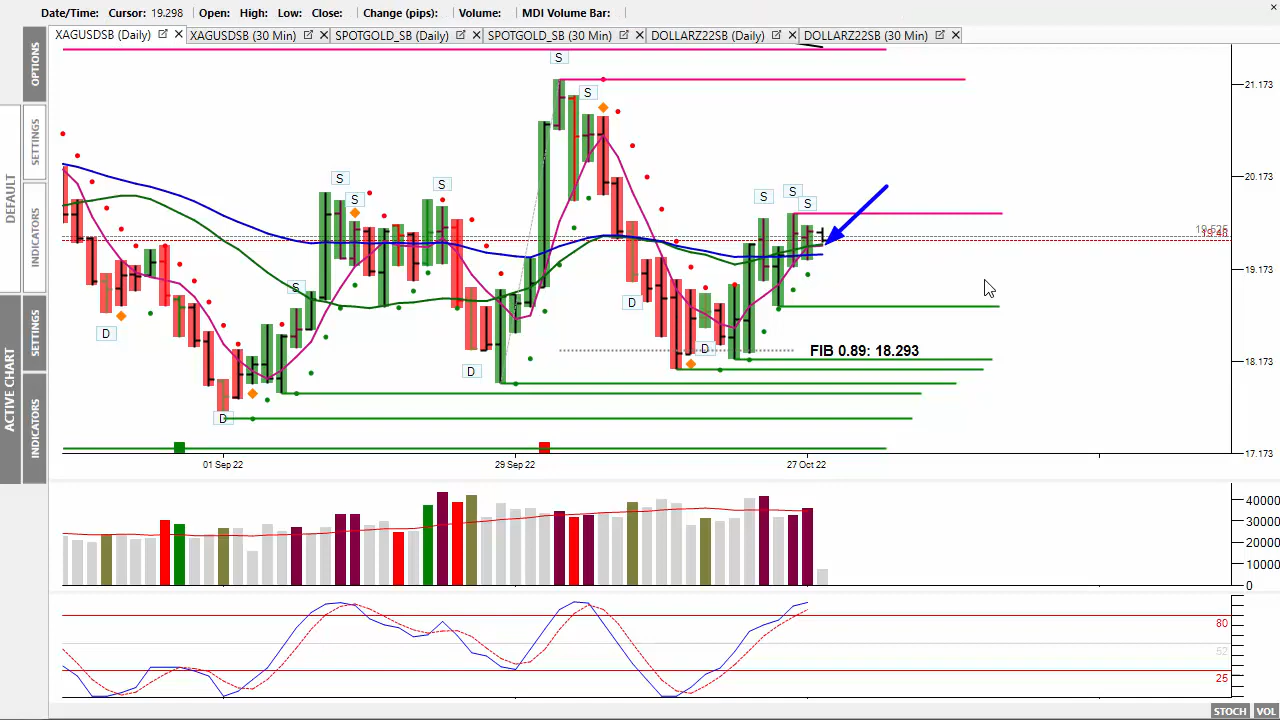 Date/Time: Cursor: 19.298 Open: High: Low: Close: Change (pips): Volume: MDI Volume Bar:
XAGUSDSB (Daily) XAGUSDSB (30 Min) SPOTGOLD_SB (Daily) SPOTGOLD_SB (30 Min) DOLLARZ22SB (Daily) DOLLARZ22SB (30 Min)
OPTIONS
SETTINGS
INDICATORS
DEFAULT
SETTINGS
INDICATORS
ACTIVE CHART
S
S
S
S
S
S
S
S
S
D
D
D
D
D
FIB 0.89: 18.293
21.173
20.173
19.173
18.173
17.173
01 Sep 22 29 Sep 22 27 Oct 22
40000
30000
20000
10000
0
80
52
25
STOCH VOL